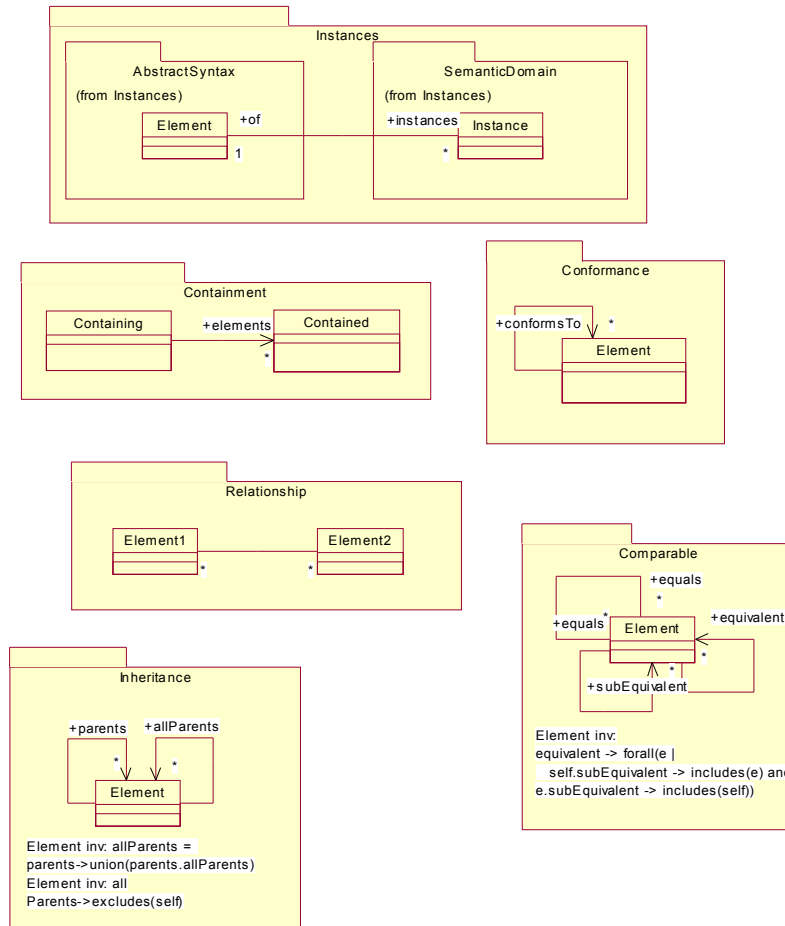 Instances
AbstractSyntax
(from Instances)
Element
+of
1
SemanticDomain
(from Instances)
+instances
*
Instance
Containment
Containing
+elements
*
Contained
Conformance
+conformsTo
*
Element
Relationship
Element1
*
*
Element2
Comparable
+equals
*
+equals
*
Element
+equivalent
*
*
+subEquivalent
Element inv:
equivalent -> forall(e |
self.subEquivalent -> includes(e) and
e.subEquivalent -> includes(self))
Inheritance
+parents
+allParents
*
*
Element
Element inv: allParents =
parents->union(parents.allParents)
Element inv: all
Parents->excludes(self)